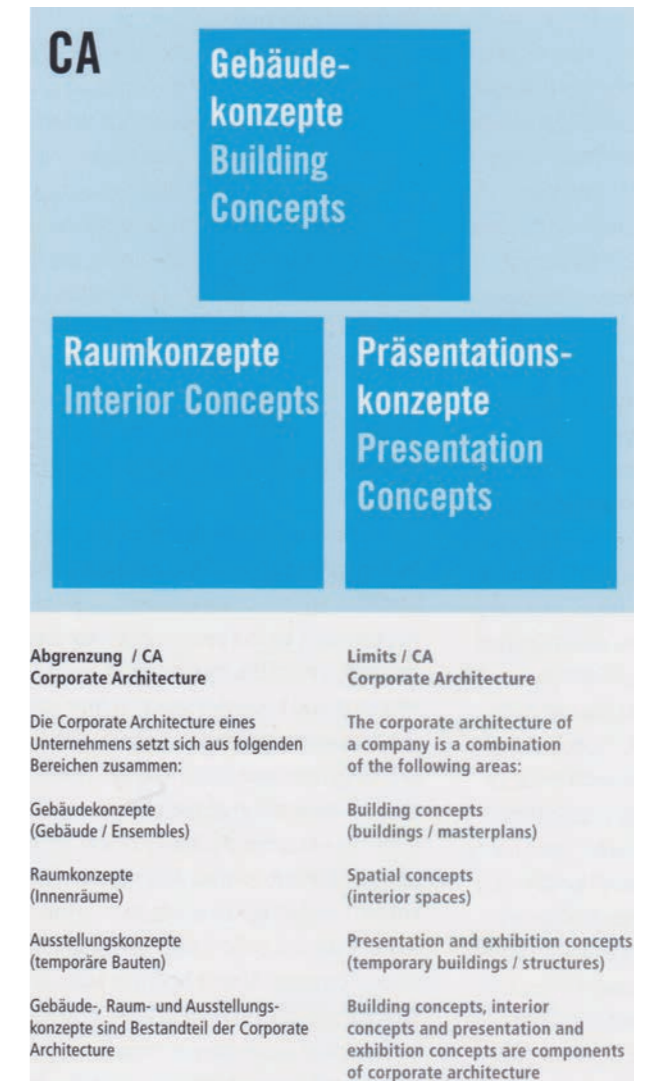 CA
Gebäude-
konzepte
Building
Concepts
Raumkonzepte
Interior Concepts
Präsentations-
konzepte
Presentation
Concepts
Abgrenzung / CA
Corporate Architecture
Die Corporate Architecture eines
Unternehmens setzt sich aus folgenden
Bereichen zusammen:
Gebäudekonzepte
(Gebäude / Ensembles)
Raumkonzepte
(Innenräume)
Ausstellungskonzepte
(temporäre Bauten)
Gebäude-, Raum- und Ausstellungs-
konzepte sind Bestandteil der Corporate
Architecture
Limits / CA
Corporate Architecture
The corporate architecture of
a company is a combination
of the following areas:
Building concepts
(buildings / masterplans)
Spatial concepts
(interior spaces)
Presentation and exhibition concepts
(temporary buildings / structures)
Building concepts, interior
concepts and presentation and
exhibition concepts are components
of corporate architecture